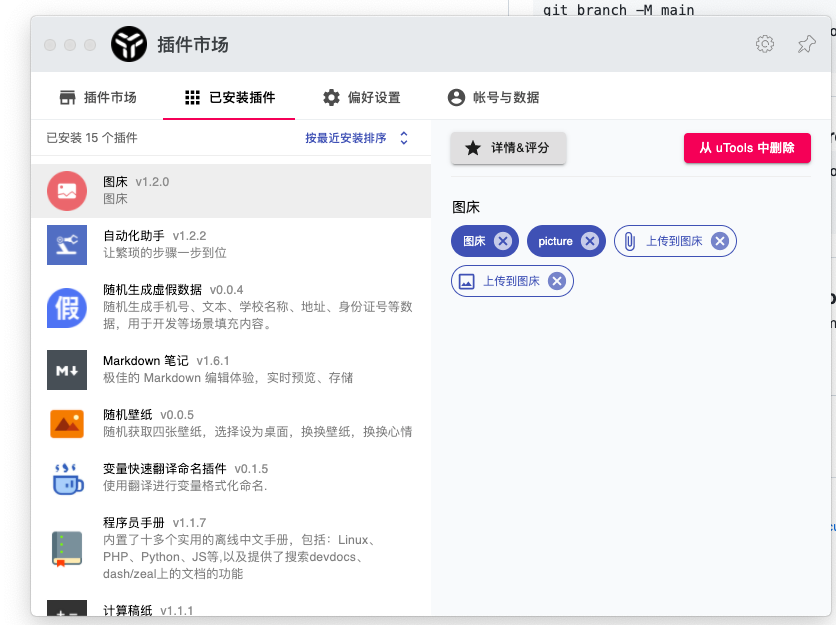 git branch -M main
插件市场
插件市场
已安装插件
偏好设置
帐号与数据
已安装 15 个插件
按最近安装排序
图床 v1.2.0
图床
自动化助手 v1.2.2
让繁琐的步骤一步到位
随机生成虚假数据 v0.0.4
随机生成手机号、文本、学校名称、地址、身份证号等数
据，用于开发等场景填充内容。
假
Markdown 笔记 v1.6.1
极佳的 Markdown 编辑体验，实时预览、存储
M
随机壁纸 v0.0.5
随机获取四张壁纸，选择设为桌面，换换壁纸，换换心情
变量快速翻译命名插件 v0.1.5
使用翻译进行变量格式化命名.
程序员手册 v1.1.7
内置了十多个实用的离线中文手册，包括：Linux、
PHP、Python、JS等,以及提供了搜索devdocs、
dash/zeal上的文档的功能
计算稿纸 v1.1.1
详情&评分
从 uTools 中删除
图床
图床
picture
上传到图床
上传到图床